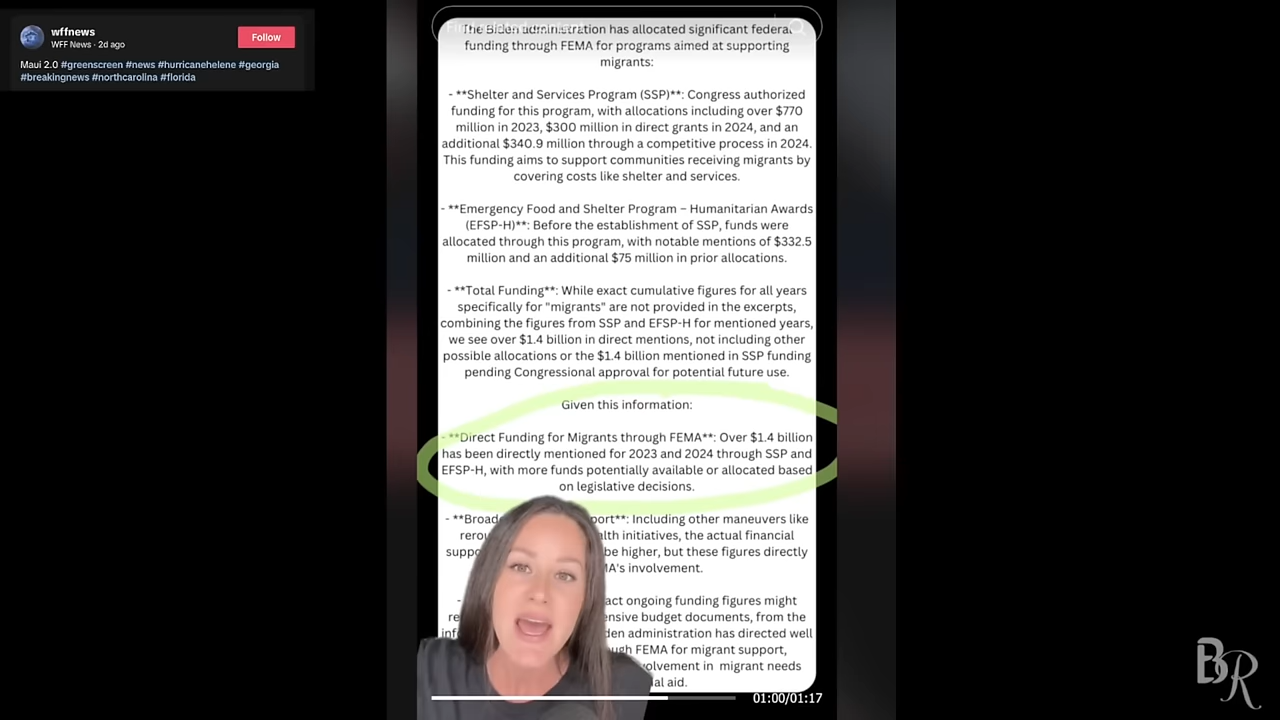 wffnews
WFF News · 2d ago
Follow
Maui 2.0 #greenscreen #news #hurricanehelene #georgia
#breakingnews #northcarolina #florida
The Biden administration has allocated significant federal
funding through FEMA for programs aimed at supporting
migrants:
- **Shelter and Services Program (SSP)**: Congress authorized
funding for this program, with allocations including over $770
million in 2023, $300 million in direct grants in 2024, and an
additional $340.9 million through a competitive process in 2024.
This funding aims to support communities receiving migrants by
covering costs like shelter and services.
- **Emergency Food and Shelter Program – Humanitarian Awards
(EFSP-H)**: Before the establishment of SSP, funds were
allocated through this program, with notable mentions of $332.5
million and an additional $75 million in prior allocations.
- **Total Funding**: While exact cumulative figures for all years
specifically for "migrants" are not provided in the excerpts,
combining the figures from SSP and EFSP-H for mentioned years,
we see over $1.4 billion in direct mentions, not including other
possible allocations or the $1.4 billion mentioned in SSP funding
pending Congressional approval for potential future use.
Given this information:
- **Direct Funding for Migrants through FEMA**: Over $1.4 billion
has been directly mentioned for 2023 and 2024 through SSP and
EFSP-H, with more funds potentially available or allocated based
on legislative decisions.
- **Broad port**: Including other maneuvers like
rerou lth initiatives, the actual financial
suppo be higher, but these figures directly
MA's involvement.
- act ongoing funding figures might
re ensive budget documents, from the
info den administration has directed well
ugh FEMA for migrant support,
volvement in migrant needs
al aid.
01:00/01:17
BR